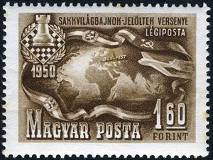 SAKKVILÁGBAJNOK-JELÖLTEK VERSENYE
LÉGIPOSTA
1950
1.60
MAGYAR POSTA
FORINT